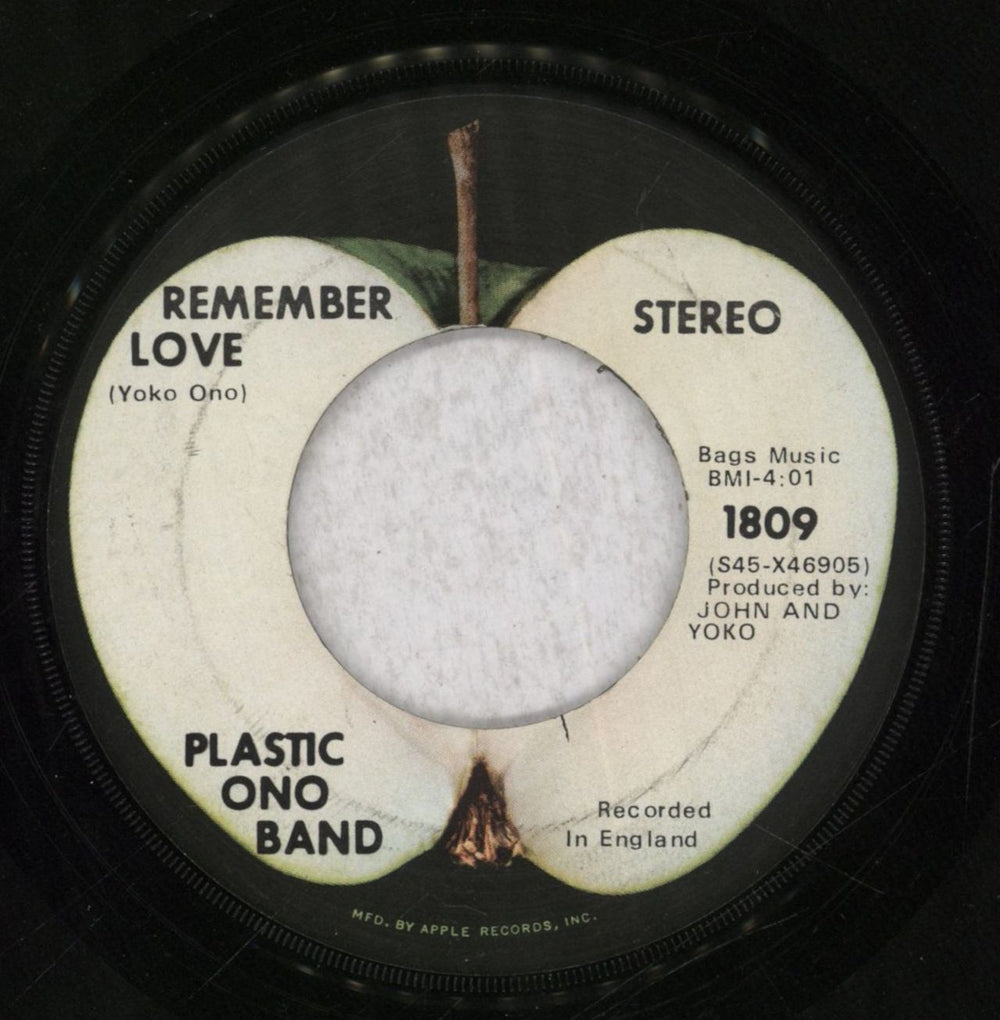 REMEMBER
LOVE
(Yoko Ono)
STEREO
Bags Music
BMI-4:01
1809
(S45-X46905)
Produced by:
JOHN AND
YOKO
PLASTIC
ONO
BAND
Recorded
In England
MFD. BY APPLE RECORDS, INC.